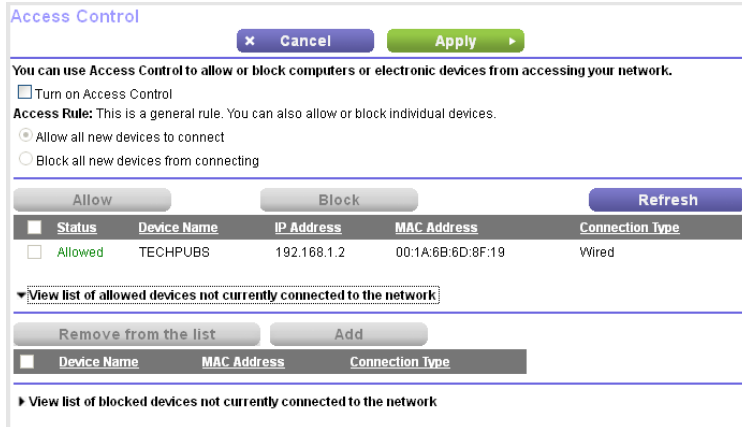 Access Control
Cancel Apply
You can use Access Control to allow or block computers or electronic devices from accessing your network.
Turn on Access Control
Access Rule: This is a general rule. You can also allow or block individual devices.
Allow all new devices to connect
Block all new devices from connecting
Allow Block Refresh
Status Device Name IP Address MAC Address Connection Type
Allowed TECHPUBS 192.168.1.2 00:1A:6B:6D:8F:19 Wired
View list of allowed devices not currently connected to the network
Remove from the list Add
Device Name MAC Address Connection Type
View list of blocked devices not currently connected to the network